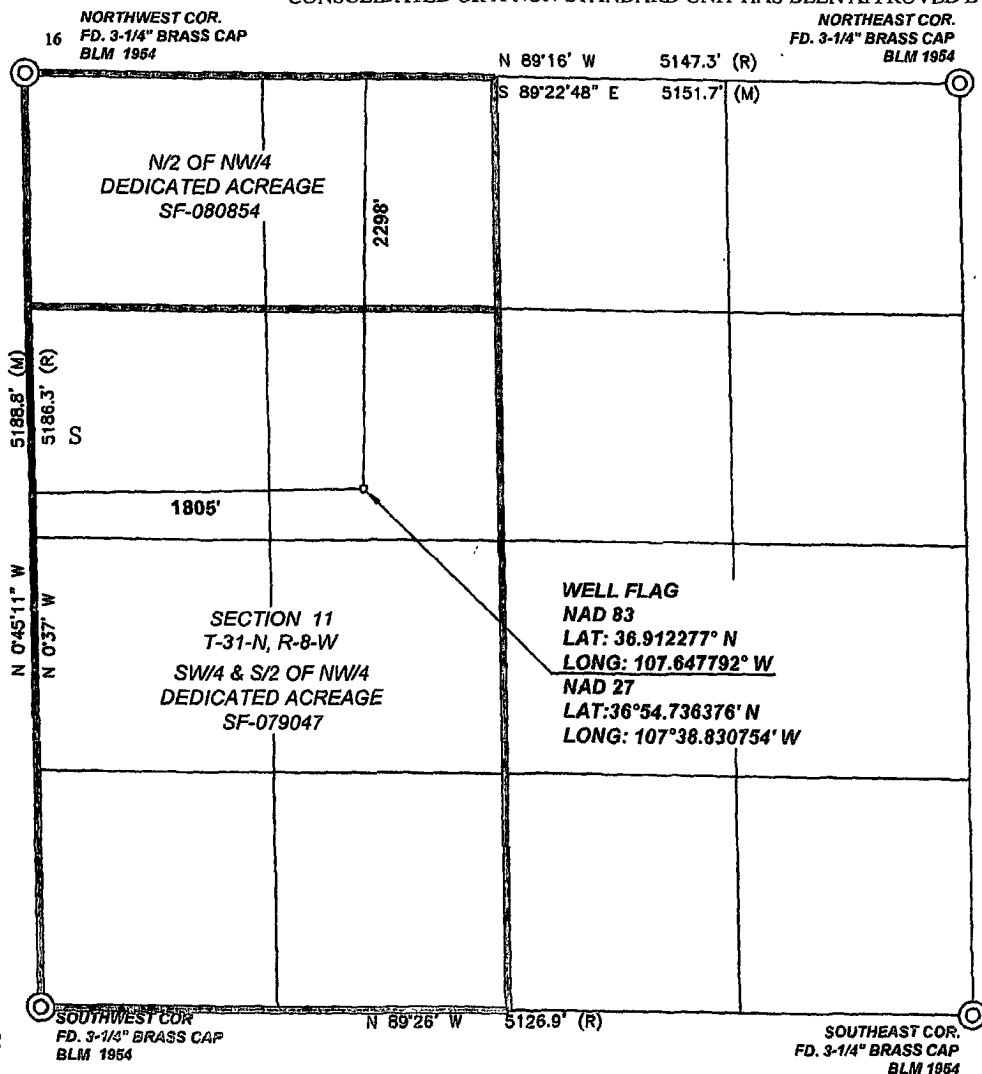 NORTHWEST COR.
16 FD. 3-1/4" BRASS CAP
BLM 1954
NORTHEAST COR.
FD. 3-1/4" BRASS CAP
BLM 1954
N 89°16' W 5147.3' (R)
S 89°22'48" E 5151.7' (M)
N/2 OF NW/4
DEDICATED ACREAGE
SF-080854
2298'
5188.8' (M)
5186.3' (R)
S
1805'
N 0°45'11" W
N 0°37' W
SECTION 11
T-31-N, R-8-W
SW/4 & S/2 OF NW/4
DEDICATED ACREAGE
SF-079047
WELL FLAG
NAD 83
LAT: 36.912277° N
LONG: 107.647792° W
NAD 27
LAT:36°54.736376' N
LONG: 107°38.830754' W
SOUTHWEST COR
FD. 3-1/4" BRASS CAP
BLM 1954
N 89°26' W 5126.9' (R)
SOUTHEAST COR.
FD. 3-1/4" BRASS CAP
BLM 1954